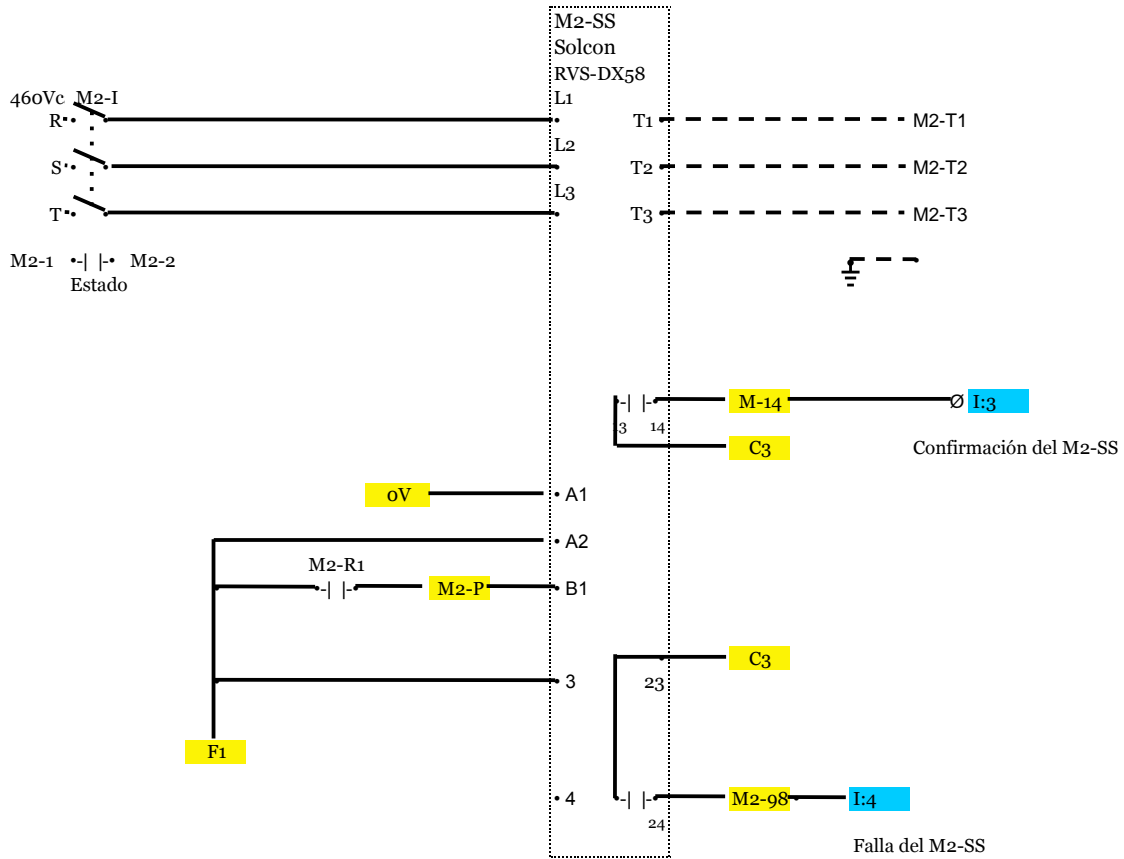 M2-SS
Solcon
RVS-DX58
460Vc M2-I
L1
R
T1
M2-T1
L2
S
T2
M2-T2
L3
T
T3
M2-T3
M2-1 -| |- M2-2
Estado
-| |-
M-14
Ø I:3
3 14
C3
Confirmación del M2-SS
0V
A1
A2
M2-R1
-| |-
M2-P
B1
C3
3
23
F1
4
-| |-
M2-98
I:4
24
Falla del M2-SS